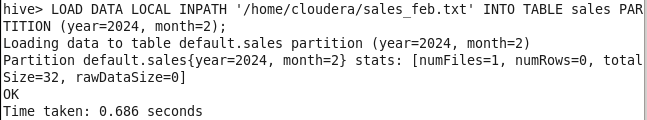 hive> LOAD DATA LOCAL INPATH '/home/cloudera/sales_feb.txt' INTO TABLE sales PAR
TITION (year=2024, month=2);
Loading data to table default.sales partition (year=2024, month=2)
Partition default.sales{year=2024, month=2} stats: [numFiles=1, numRows=0, total
Size=32, rawDataSize=0]
OK
Time taken: 0.686 seconds